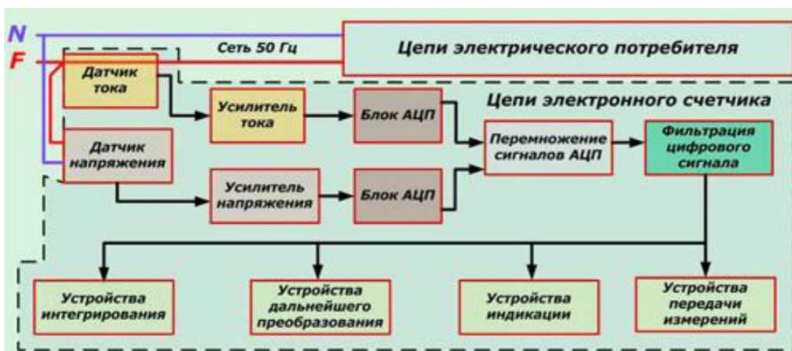 N
Сеть 50 Гц
Цепи электрического потребителя
F
Датчик
тока
Цепи электронного счетчика
Усилитель
тока
Блок АЦП
Перемножение
сигналов АЦП
Фильтрация
цифрового
сигнала
Датчик
напряжения
Усилитель
напряжения
Блок АЦП
Устройства
интегрирования
Устройства
дальнейшего
преобразования
Устройства
индикации
Устройства
передачи
измерений